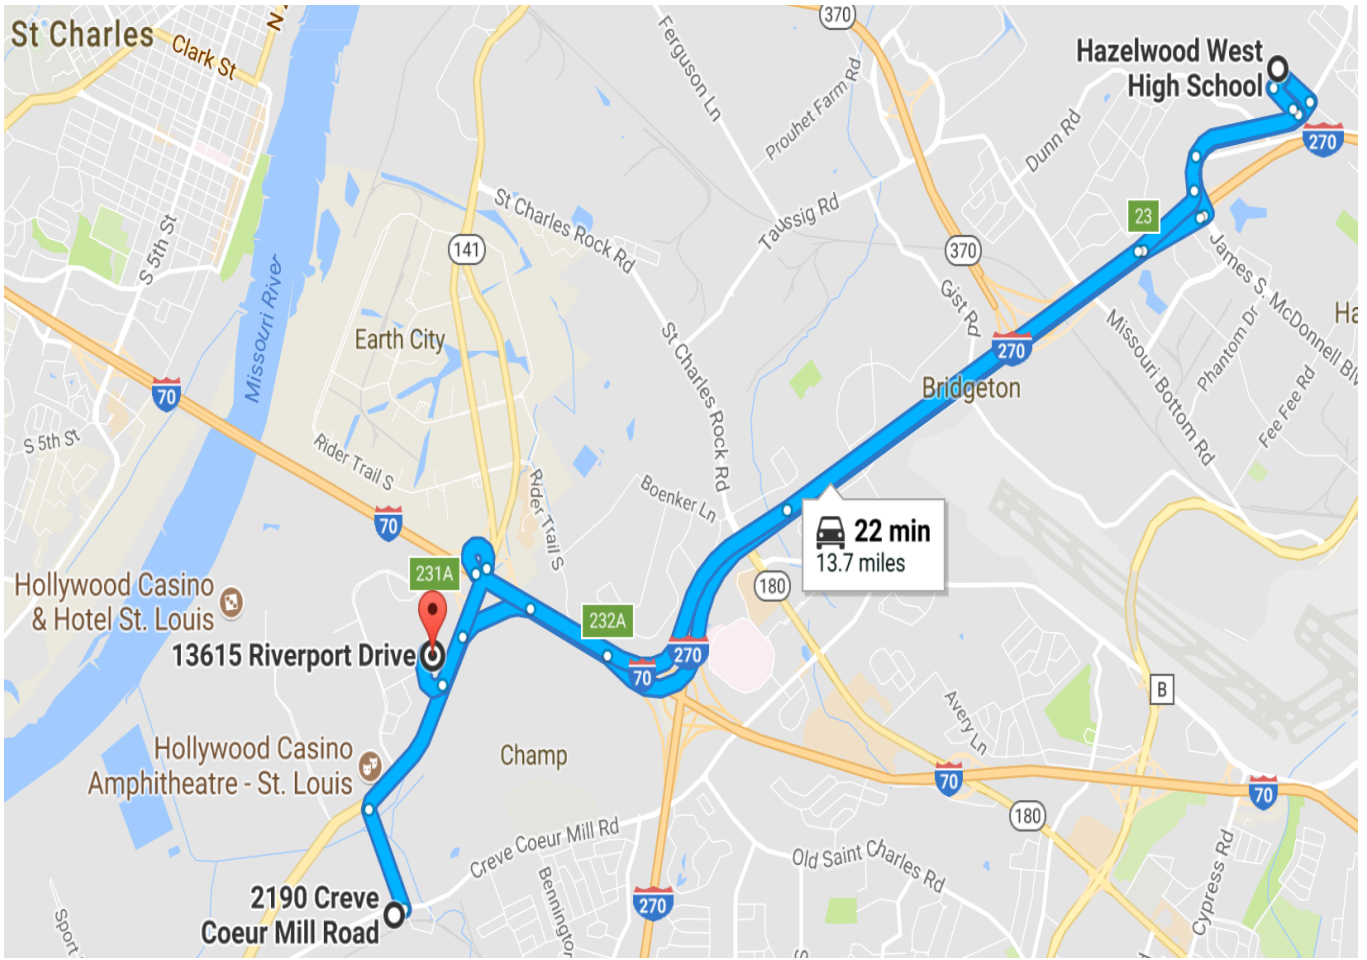 St Charles
Clark St
370
Ferguson Ln
Prouhet Farm Rd
Hazelwood West
High School
Dunn Rd
270
S 5th St
Missouri River
141
St Charles Rock Rd
Taussig Rd
370
23
James S. McDonnell Blv
Gist Rd
Earth City
270
Bridgeton
Missouri Bottom Rd
Phantom Dr
Fee Fee Rd
Ha
70
S 5th St
Rider Trail S
70
Rider Trail S
St Charles Rock Rd
Boenker Ln
22 min
13.7 miles
180
Hollywood Casino
& Hotel St. Louis
231A
232A
13615 Riverport Drive
70
270
B
Avery Ln
Hollywood Casino
Amphitheatre - St. Louis
Champ
70
70
180
Creve Coeur Mill Rd
Old Saint Charles Rd
Cypress Rd
2190 Creve
Coeur Mill Road
270
Bennington
Sport